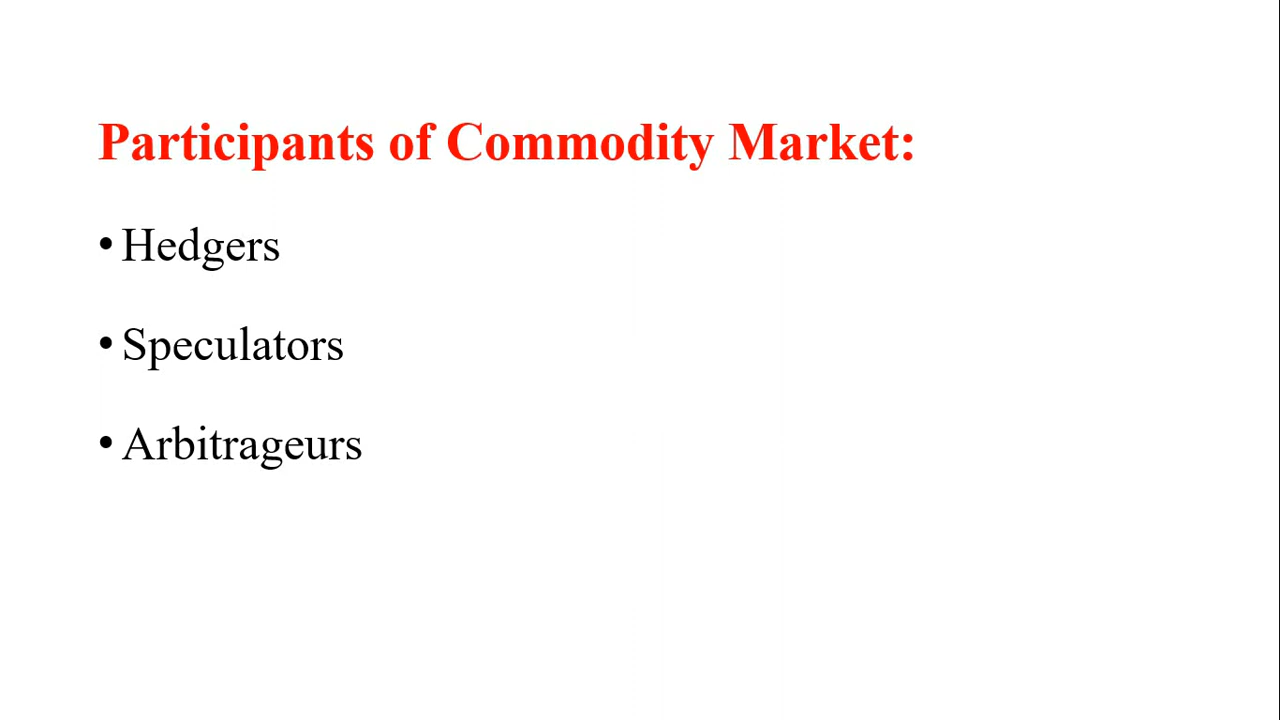 Participants of Commodity Market:
• Hedgers
• Speculators
• Arbitrageurs